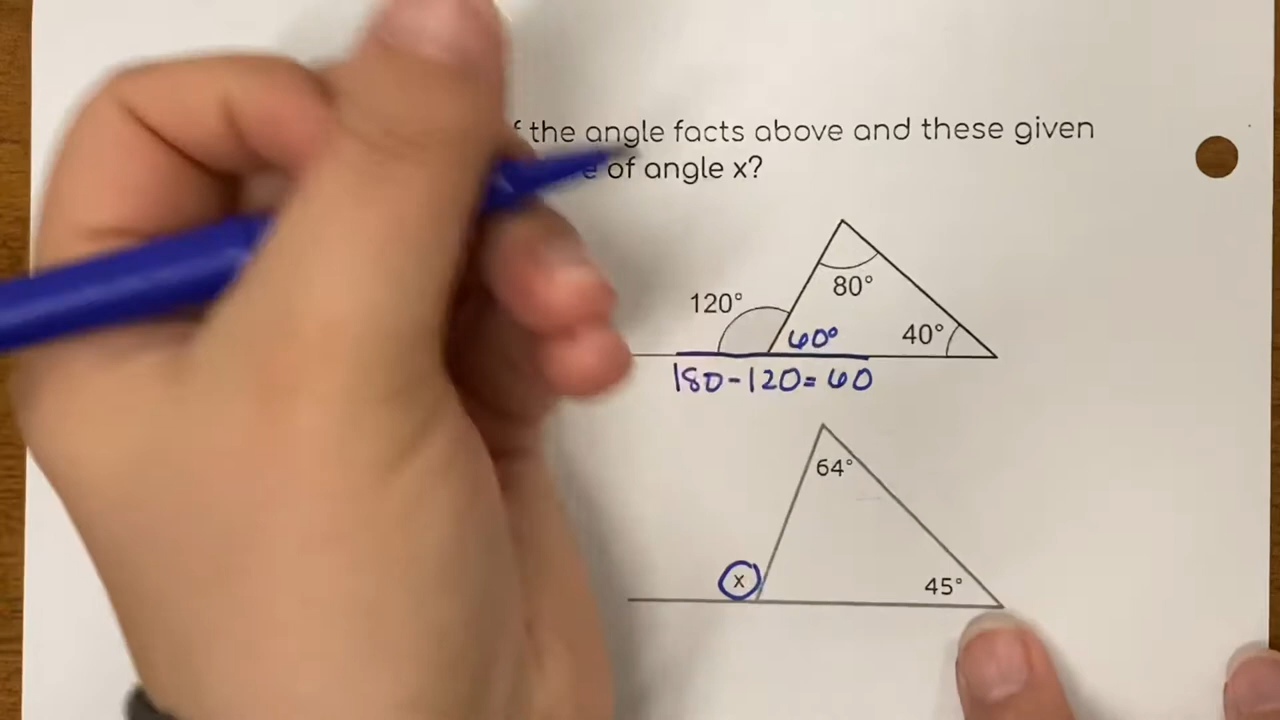 the angle facts above and these given
of angle x?
80°
120°
60° 40°
180-120=60
64°
x 45°